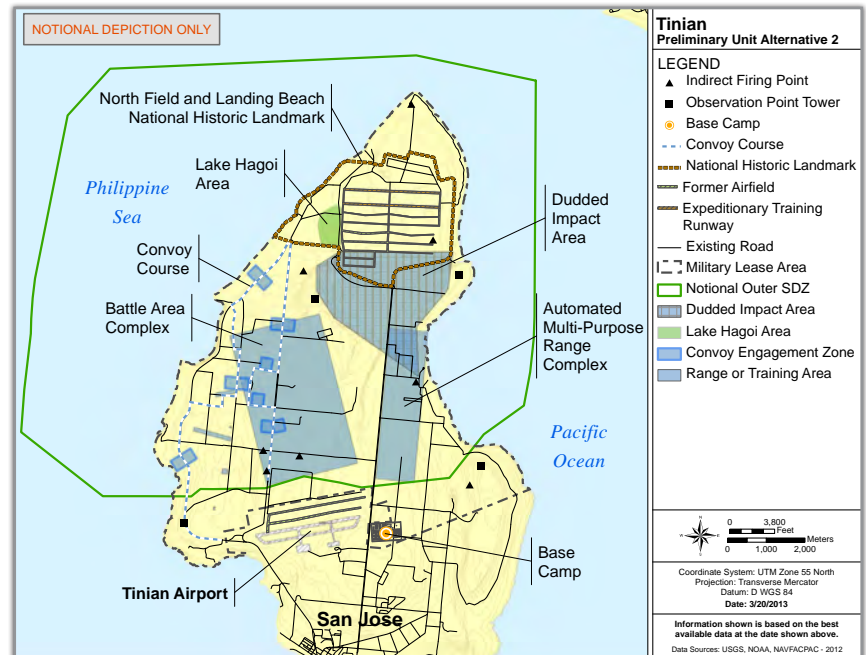 NOTIONAL DEPICTION ONLY
North Field and Landing Beach
National Historic Landmark
Lake Hagoi
Area
Philippine
Sea
Convoy
Course
Battle Area
Complex
Dudded
Impact
Area
Automated
Multi-Purpose
Range
Complex
Pacific
Ocean
Base
Camp
Tinian Airport
San Jose
Tinian
Preliminary Unit Alternative 2
LEGEND
Indirect Firing Point
Observation Point Tower
Base Camp
Convoy Course
National Historic Landmark
Former Airfield
Expeditionary Training
Runway
Existing Road
Military Lease Area
Notional Outer SDZ
Dudded Impact Area
Lake Hagoi Area
Convoy Engagement Zone
Range or Training Area
N
W
E
S
0 3,800
Feet
Meters
0 1,000 2,000
Coordinate System: UTM Zone 55 North
Projection: Transverse Mercator
Datum: D WGS 84
Date: 3/20/2013
Information shown is based on the best
available data at the date shown above.
Data Sources: USGS, NOAA, NAVFACPAC - 2012